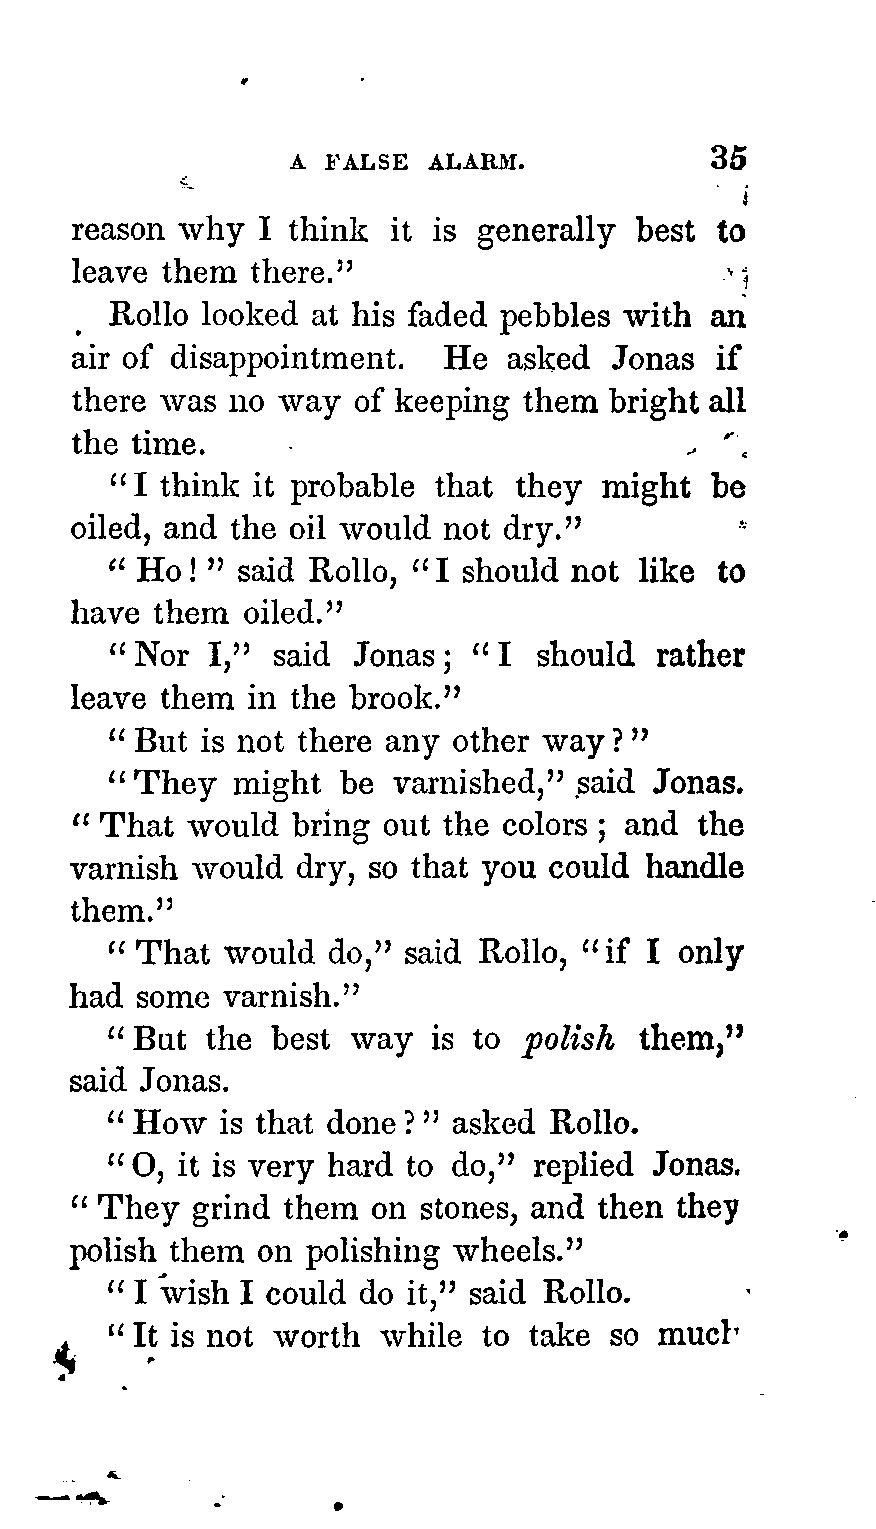 A FALSE ALARM. 35
reason why I think it is generally best to
leave them there."
Rollo looked at his faded pebbles with an
air of disappointment. He asked Jonas if
there was no way of keeping them bright all
the time.
"I think it probable that they might be
oiled, and the oil would not dry."
"Ho!" said Rollo, "I should not like to
have them oiled."
"Nor I," said Jonas; "I should rather
leave them in the brook."
"But is not there any other way?"
"They might be varnished," said Jonas.
"That would bring out the colors; and the
varnish would dry, so that you could handle
them."
"That would do," said Rollo, "if I only
had some varnish."
"But the best way is to polish them,"
said Jonas.
"How is that done?" asked Rollo.
"O, it is very hard to do," replied Jonas.
"They grind them on stones, and then they
polish them on polishing wheels."
"I wish I could do it," said Rollo.
"It is not worth while to take so much